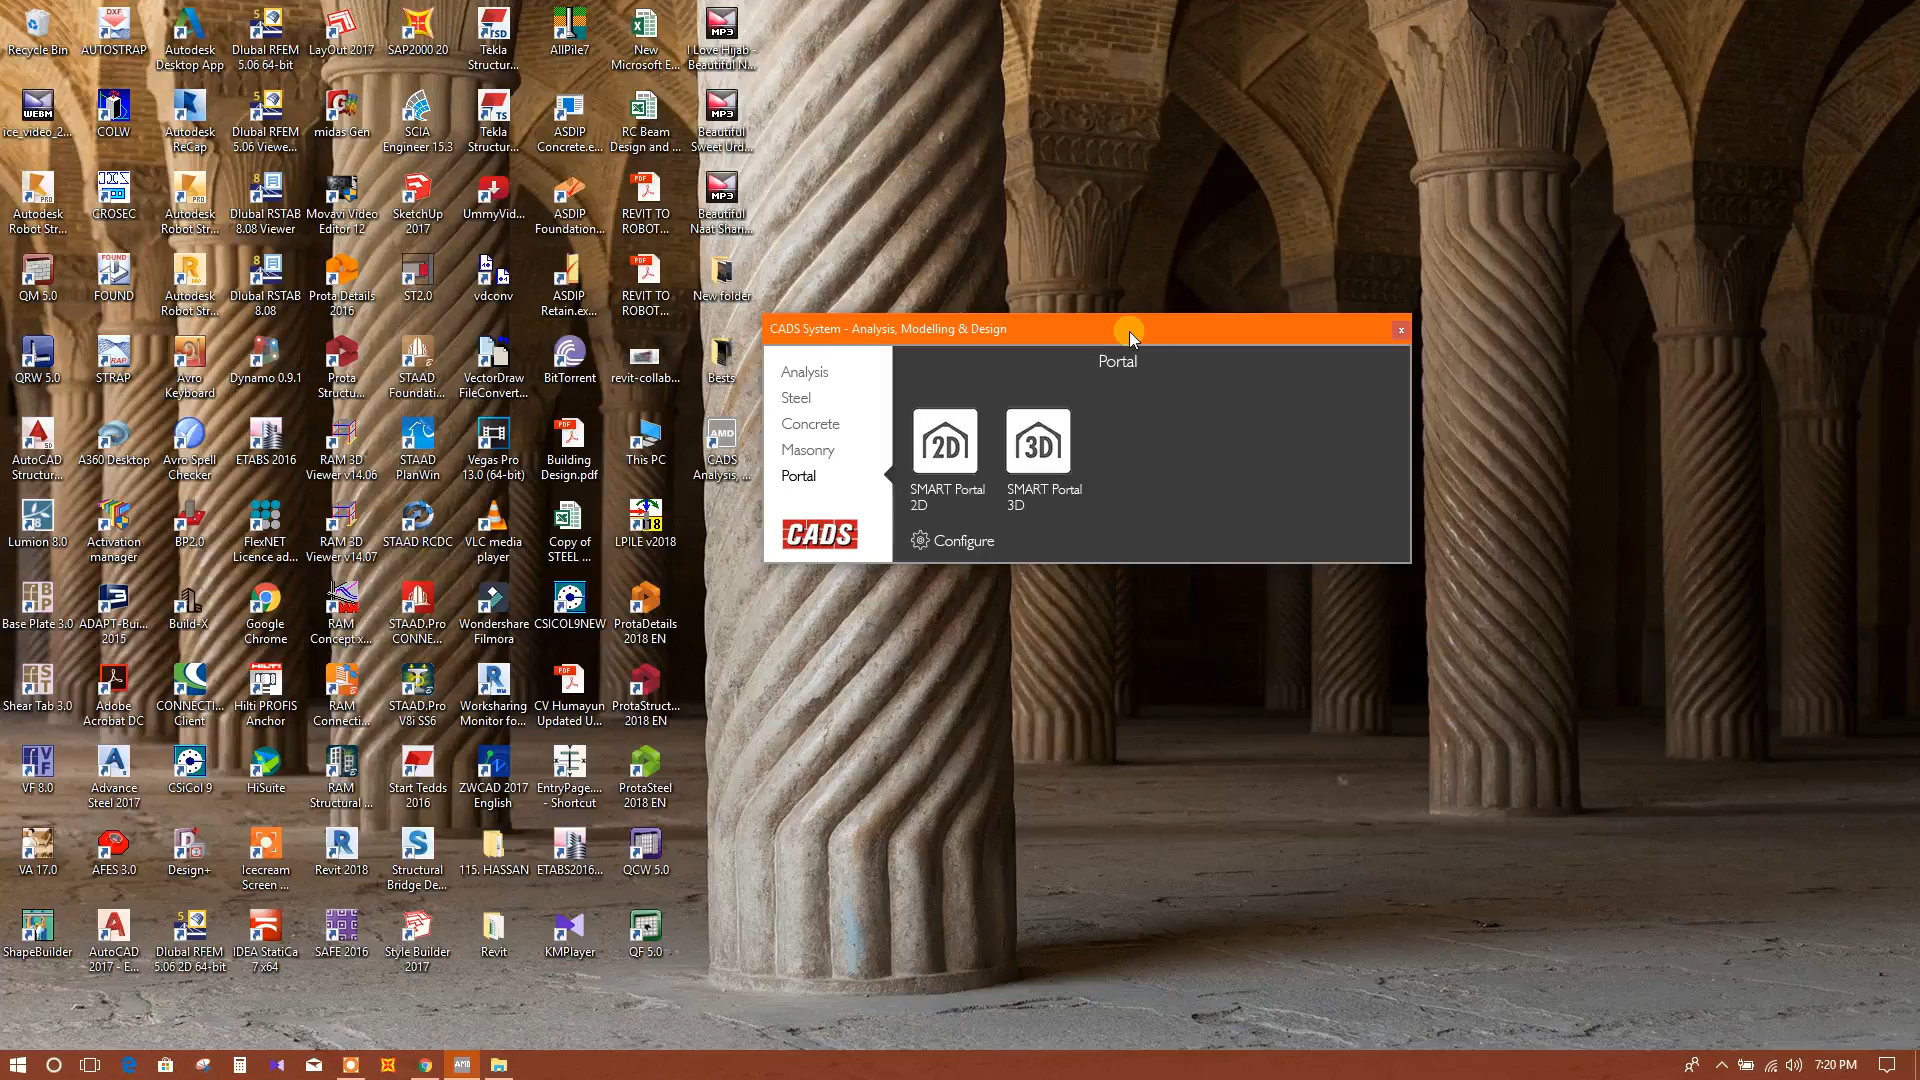 Recycle Bin
AUTOSTRAP
Autodesk
Desktop App
Dlubal RFEM
5.06 64-bit
LayOut 2017
SAP2000 20
Tekla
Structur...
AllPile7
New
Microsoft E...
I Love Hijab -
Beautiful N...
ice_video_2...
COLW
Autodesk
ReCap
Dlubal RFEM
5.06 Viewe...
midas Gen
SCIA
Engineer 15.3
Tekla
Structur...
ASDIP
Concrete.e...
RC Beam
Design and ...
Beautiful
Sweet Urd...
Autodesk
Robot Str...
CROSEC
Autodesk
Robot Str...
Dlubal RSTAB
8.08 Viewer
Movavi Video
Editor 12
SketchUp
2017
UmmyVid...
ASDIP
Foundation...
REVIT TO
ROBOT...
Beautiful
Naat Shari...
QM 5.0
FOUND
Autodesk
Robot Str...
Dlubal RSTAB
8.08
Prota Details
2016
ST2.0
vdconv
ASDIP
Retain.ex...
REVIT TO
ROBOT...
New folder
QRW 5.0
STRAP
Avro
Keyboard
Dynamo 0.9.1
Prota
Structu...
STAAD
Foundati...
VectorDraw
FileConvert...
BitTorrent
revit-collab...
Bests
AutoCAD
Structur...
A360 Desktop
Avro Spell
Checker
ETABS 2016
RAM 3D
Viewer v14.06
STAAD
PlanWin
Vegas Pro
13.0 (64-bit)
Building
Design.pdf
This PC
CADS
Analysis, ...
Lumion 8.0
Activation
manager
BP2.0
FlexNET
Licence ad...
RAM 3D
Viewer v14.07
STAAD RCDC
VLC media
player
Copy of
STEEL ...
LPILE v2018
Base Plate 3.0
ADAPT-Bui...
2015
Build-X
Google
Chrome
RAM
Concept x...
STAAD.Pro
CONNE...
Wondershare
Filmora
CSICOL9NEW
ProtaDetails
2018 EN
Shear Tab 3.0
Adobe
Acrobat DC
CONNECTI...
Client
Hilti PROFIS
Anchor
RAM
Connecti...
STAAD.Pro
V8i SS6
Worksharing
Monitor fo...
CV Humayun
Updated U...
ProtaStruct...
2018 EN
VF 8.0
Advance
Steel 2017
CSiCol 9
HiSuite
RAM
Structural ...
Start Tedds
2016
ZWCAD 2017
English
EntryPage....
- Shortcut
ProtaSteel
2018 EN
VA 17.0
AFES 3.0
Design+
Icecream
Screen ...
Revit 2018
Structural
Bridge De...
115. HASSAN
ETABS2016...
QCW 5.0
ShapeBuilder
AutoCAD
2017 - E...
Dlubal RFEM
5.06 2D 64-bit
IDEA StatiCa
7 x64
SAFE 2016
Style Builder
2017
Revit
KMPlayer
QF 5.0
CADS System - Analysis, Modelling & Design
x
Portal
Analysis
Steel
Concrete
Masonry
Portal
CADS
2D
3D
SMART Portal
2D
SMART Portal
3D
Configure
7:20 PM